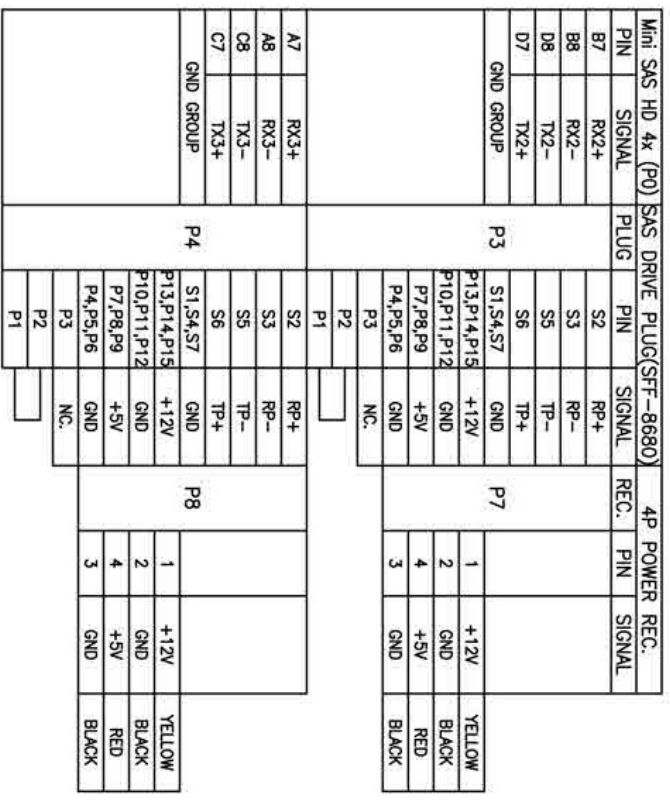 Mini SAS HD 4x (P0) SAS DRIVE PLUG(SFF-8680) 4P POWER REC.
PIN SIGNAL PLUG PIN SIGNAL REC. PIN SIGNAL
B7 RX2+ P3 S2 RP+ P7
B8 RX2- S3 RP-
D8 TX2- S5 TP-
D7 TX2+ S6 TP+
GND GROUP S1,S4,S7 GND
P13,P14,P15 +12V 1 +12V YELLOW
P10,P11,P12 GND 2 GND BLACK
P7,P8,P9 +5V 4 +5V RED
P4,P5,P6 GND 3 GND BLACK
P3 NC.
P2
P1
A7 RX3+ P4 S2 RP+ P8
A8 RX3- S3 RP-
C8 TX3- S5 TP-
C7 TX3+ S6 TP+
GND GROUP S1,S4,S7 GND
P13,P14,P15 +12V 1 +12V YELLOW
P10,P11,P12 GND 2 GND BLACK
P7,P8,P9 +5V 4 +5V RED
P4,P5,P6 GND 3 GND BLACK
P3 NC.
P2
P1